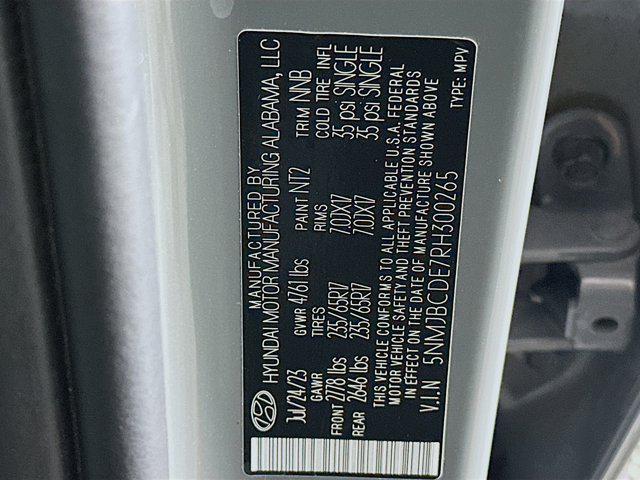 MANUFACTURED BY
HYUNDAI MOTOR MANUFACTURING ALABAMA, LLC
Jul/24/23 GVWR 4761lbs PAINT NT2 TRIM NNB
GAWR TIRES RIMS COLD TIRE INFL
FRONT 2778 lbs 235/65R17 7.0JX17 35 psi SINGLE
REAR 2646 lbs 235/65R17 7.0JX17 35 psi SINGLE
THIS VEHICLE CONFORMS TO ALL APPLICABLE U.S.A. FEDERAL
MOTOR VEHICLE SAFETY AND THEFT PREVENTION STANDARDS
IN EFFECT ON THE DATE OF MANUFACTURE SHOWN ABOVE
V.I.N 5NMJBCDE7RH300265 TYPE: MPV